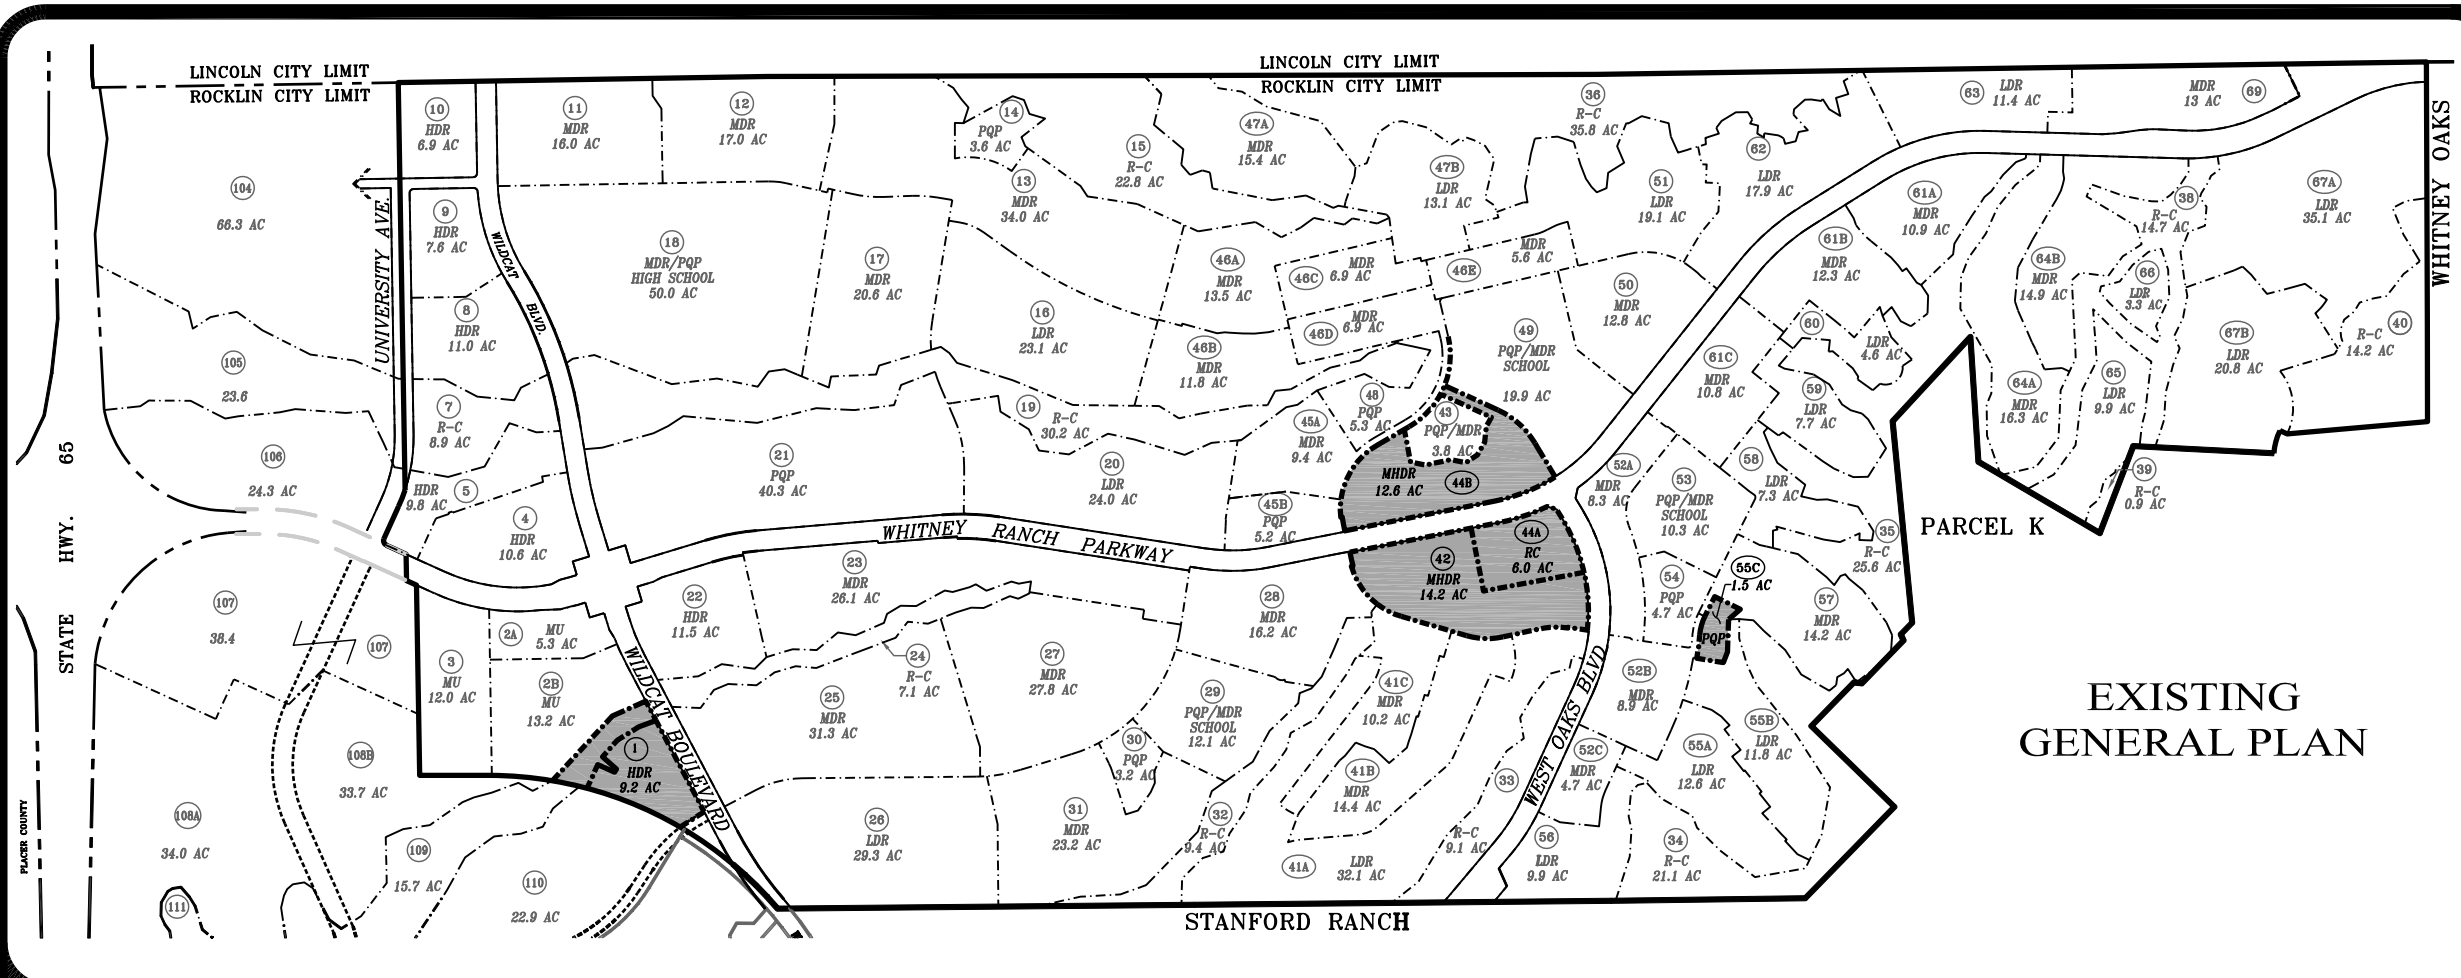 LINCOLN CITY LIMIT
ROCKLIN CITY LIMIT
LINCOLN CITY LIMIT
ROCKLIN CITY LIMIT
10
HDR
6.9 AC
11
MDR
16.0 AC
12
MDR
17.0 AC
14
PQP
3.6 AC
13
MDR
34.0 AC
15
R-C
22.8 AC
47A
MDR
15.4 AC
47B
LDR
13.1 AC
36
R-C
35.8 AC
51
LDR
19.1 AC
62
LDR
17.9 AC
63
LDR
11.4 AC
MDR
13 AC
69
WHITNEY OAKS
104
66.3 AC
UNIVERSITY AVE.
9
HDR
7.6 AC
WILDCAT
BLVD.
8
HDR
11.0 AC
18
MDR/PQP
HIGH SCHOOL
50.0 AC
17
MDR
20.6 AC
16
LDR
23.1 AC
46A
MDR
13.5 AC
46B
MDR
11.8 AC
46C
MDR
6.9 AC
46D
MDR
6.9 AC
46E
MDR
5.6 AC
49
PQP/MDR
SCHOOL
19.9 AC
50
MDR
12.8 AC
61A
MDR
10.9 AC
61B
MDR
12.3 AC
61C
MDR
10.8 AC
60
LDR
4.6 AC
59
LDR
7.7 AC
64B
MDR
14.9 AC
38
R-C
14.7 AC
66
LDR
3.3 AC
67A
LDR
35.1 AC
67B
LDR
20.8 AC
40
R-C
14.2 AC
64A
MDR
16.3 AC
65
LDR
9.9 AC
39
R-C
0.9 AC
105
23.6
106
24.3 AC
STATE HWY. 65
7
R-C
8.9 AC
5
HDR
9.8 AC
4
HDR
10.6 AC
21
PQP
40.3 AC
19
R-C
30.2 AC
20
LDR
24.0 AC
45A
MDR
9.4 AC
45B
PQP
5.2 AC
48
PQP
5.3 AC
43
PQP/MDR
3.8 AC
MHDR
12.6 AC
44B
52A
MDR
8.3 AC
53
PQP/MDR
SCHOOL
10.3 AC
58
LDR
7.3 AC
35
R-C
25.6 AC
PARCEL K
WHITNEY RANCH PARKWAY
44A
RC
6.0 AC
42
MHDR
14.2 AC
54
PQP
4.7 AC
55C
1.5 AC
PQP
57
MDR
14.2 AC
107
38.4
107
3
MU
12.0 AC
2A
MU
5.3 AC
2B
MU
13.2 AC
22
HDR
11.5 AC
23
MDR
26.1 AC
24
R-C
7.1 AC
25
MDR
31.3 AC
27
MDR
27.8 AC
28
MDR
16.2 AC
29
PQP/MDR
SCHOOL
12.1 AC
30
PQP
3.2 AC
41C
MDR
10.2 AC
41B
MDR
14.4 AC
52B
MDR
8.9 AC
52C
MDR
4.7 AC
55A
LDR
12.6 AC
55B
LDR
11.8 AC
WEST OAKS BLVD
33
R-C
9.1 AC
EXISTING
GENERAL PLAN
1
HDR
9.2 AC
WILDCAT BOULEVARD
108B
33.7 AC
108A
34.0 AC
PLACER COUNTY
109
15.7 AC
110
22.9 AC
111
26
LDR
29.3 AC
31
MDR
23.2 AC
32
R-C
9.4 AC
41A
LDR
32.1 AC
56
LDR
9.9 AC
34
R-C
21.1 AC
STANFORD RANCH